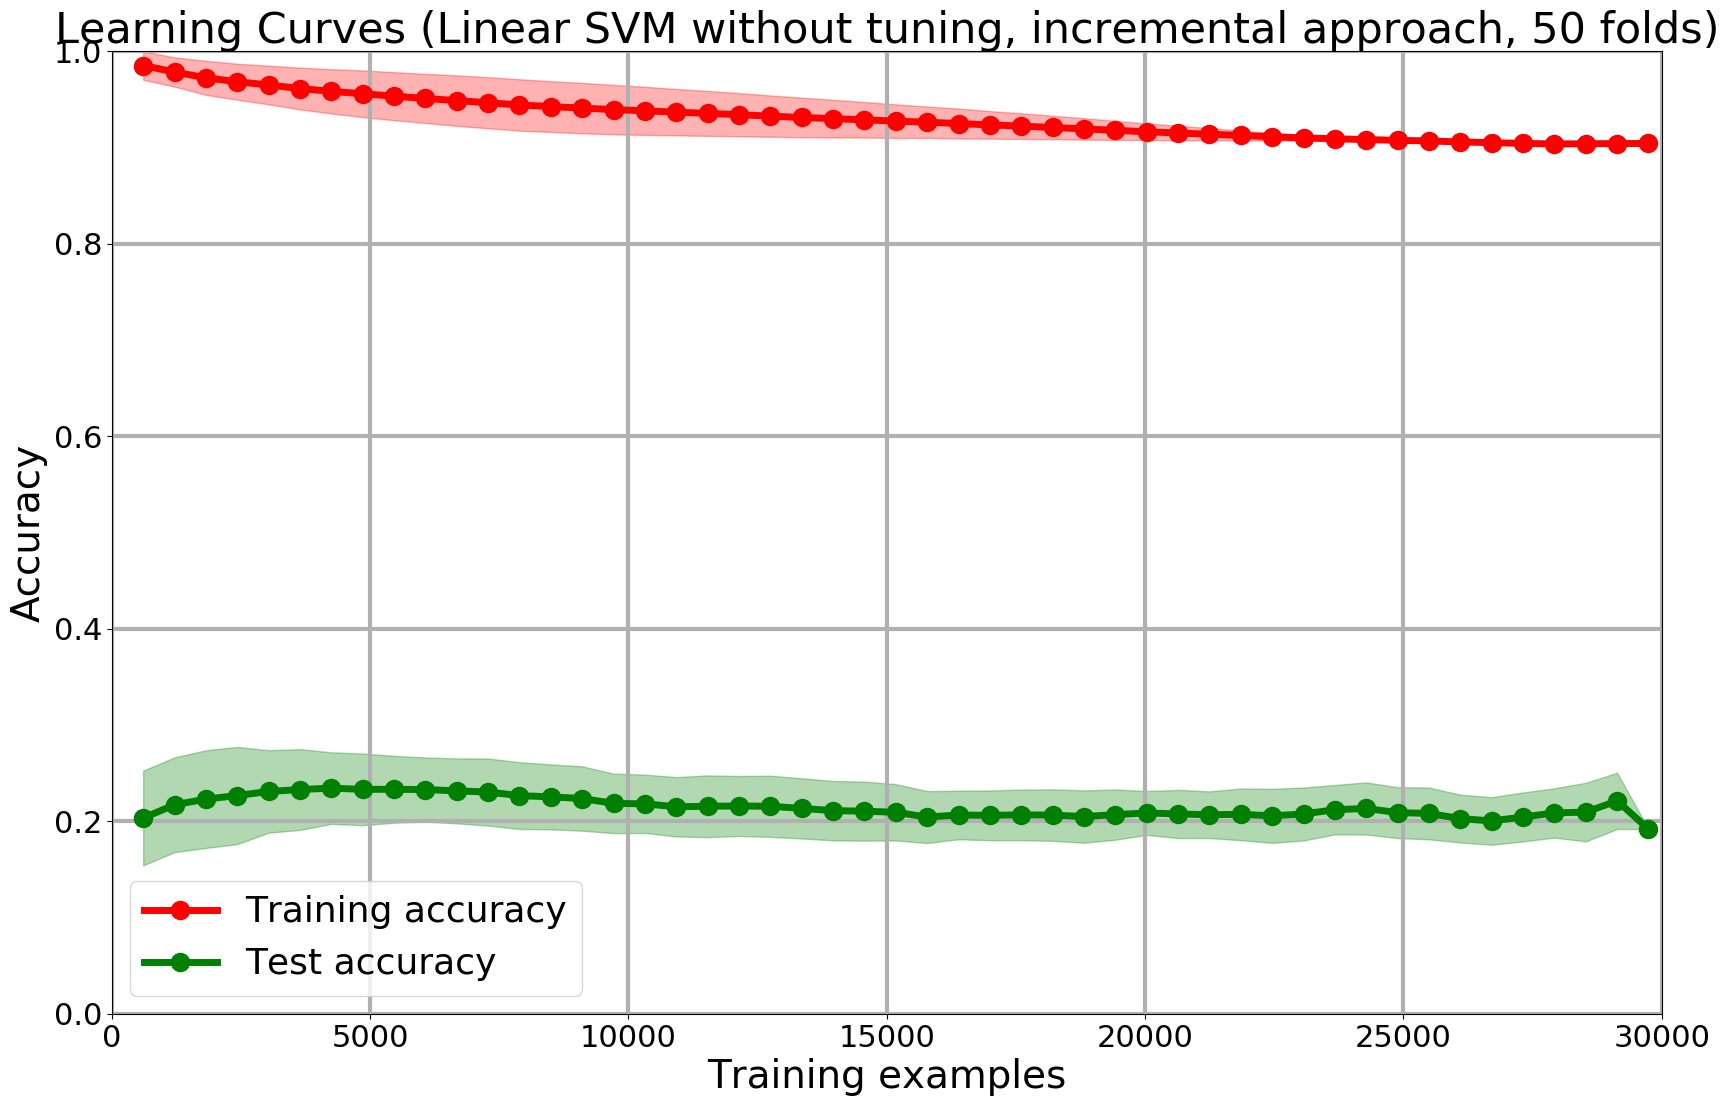 Learning Curves (Linear SVM without tuning, incremental approach, 50 folds)
1.0
0.8
0.6
0.4
0.2
0.0
Accuracy
Training accuracy
Test accuracy
0 5000 10000 15000 20000 25000 30000
Training examples